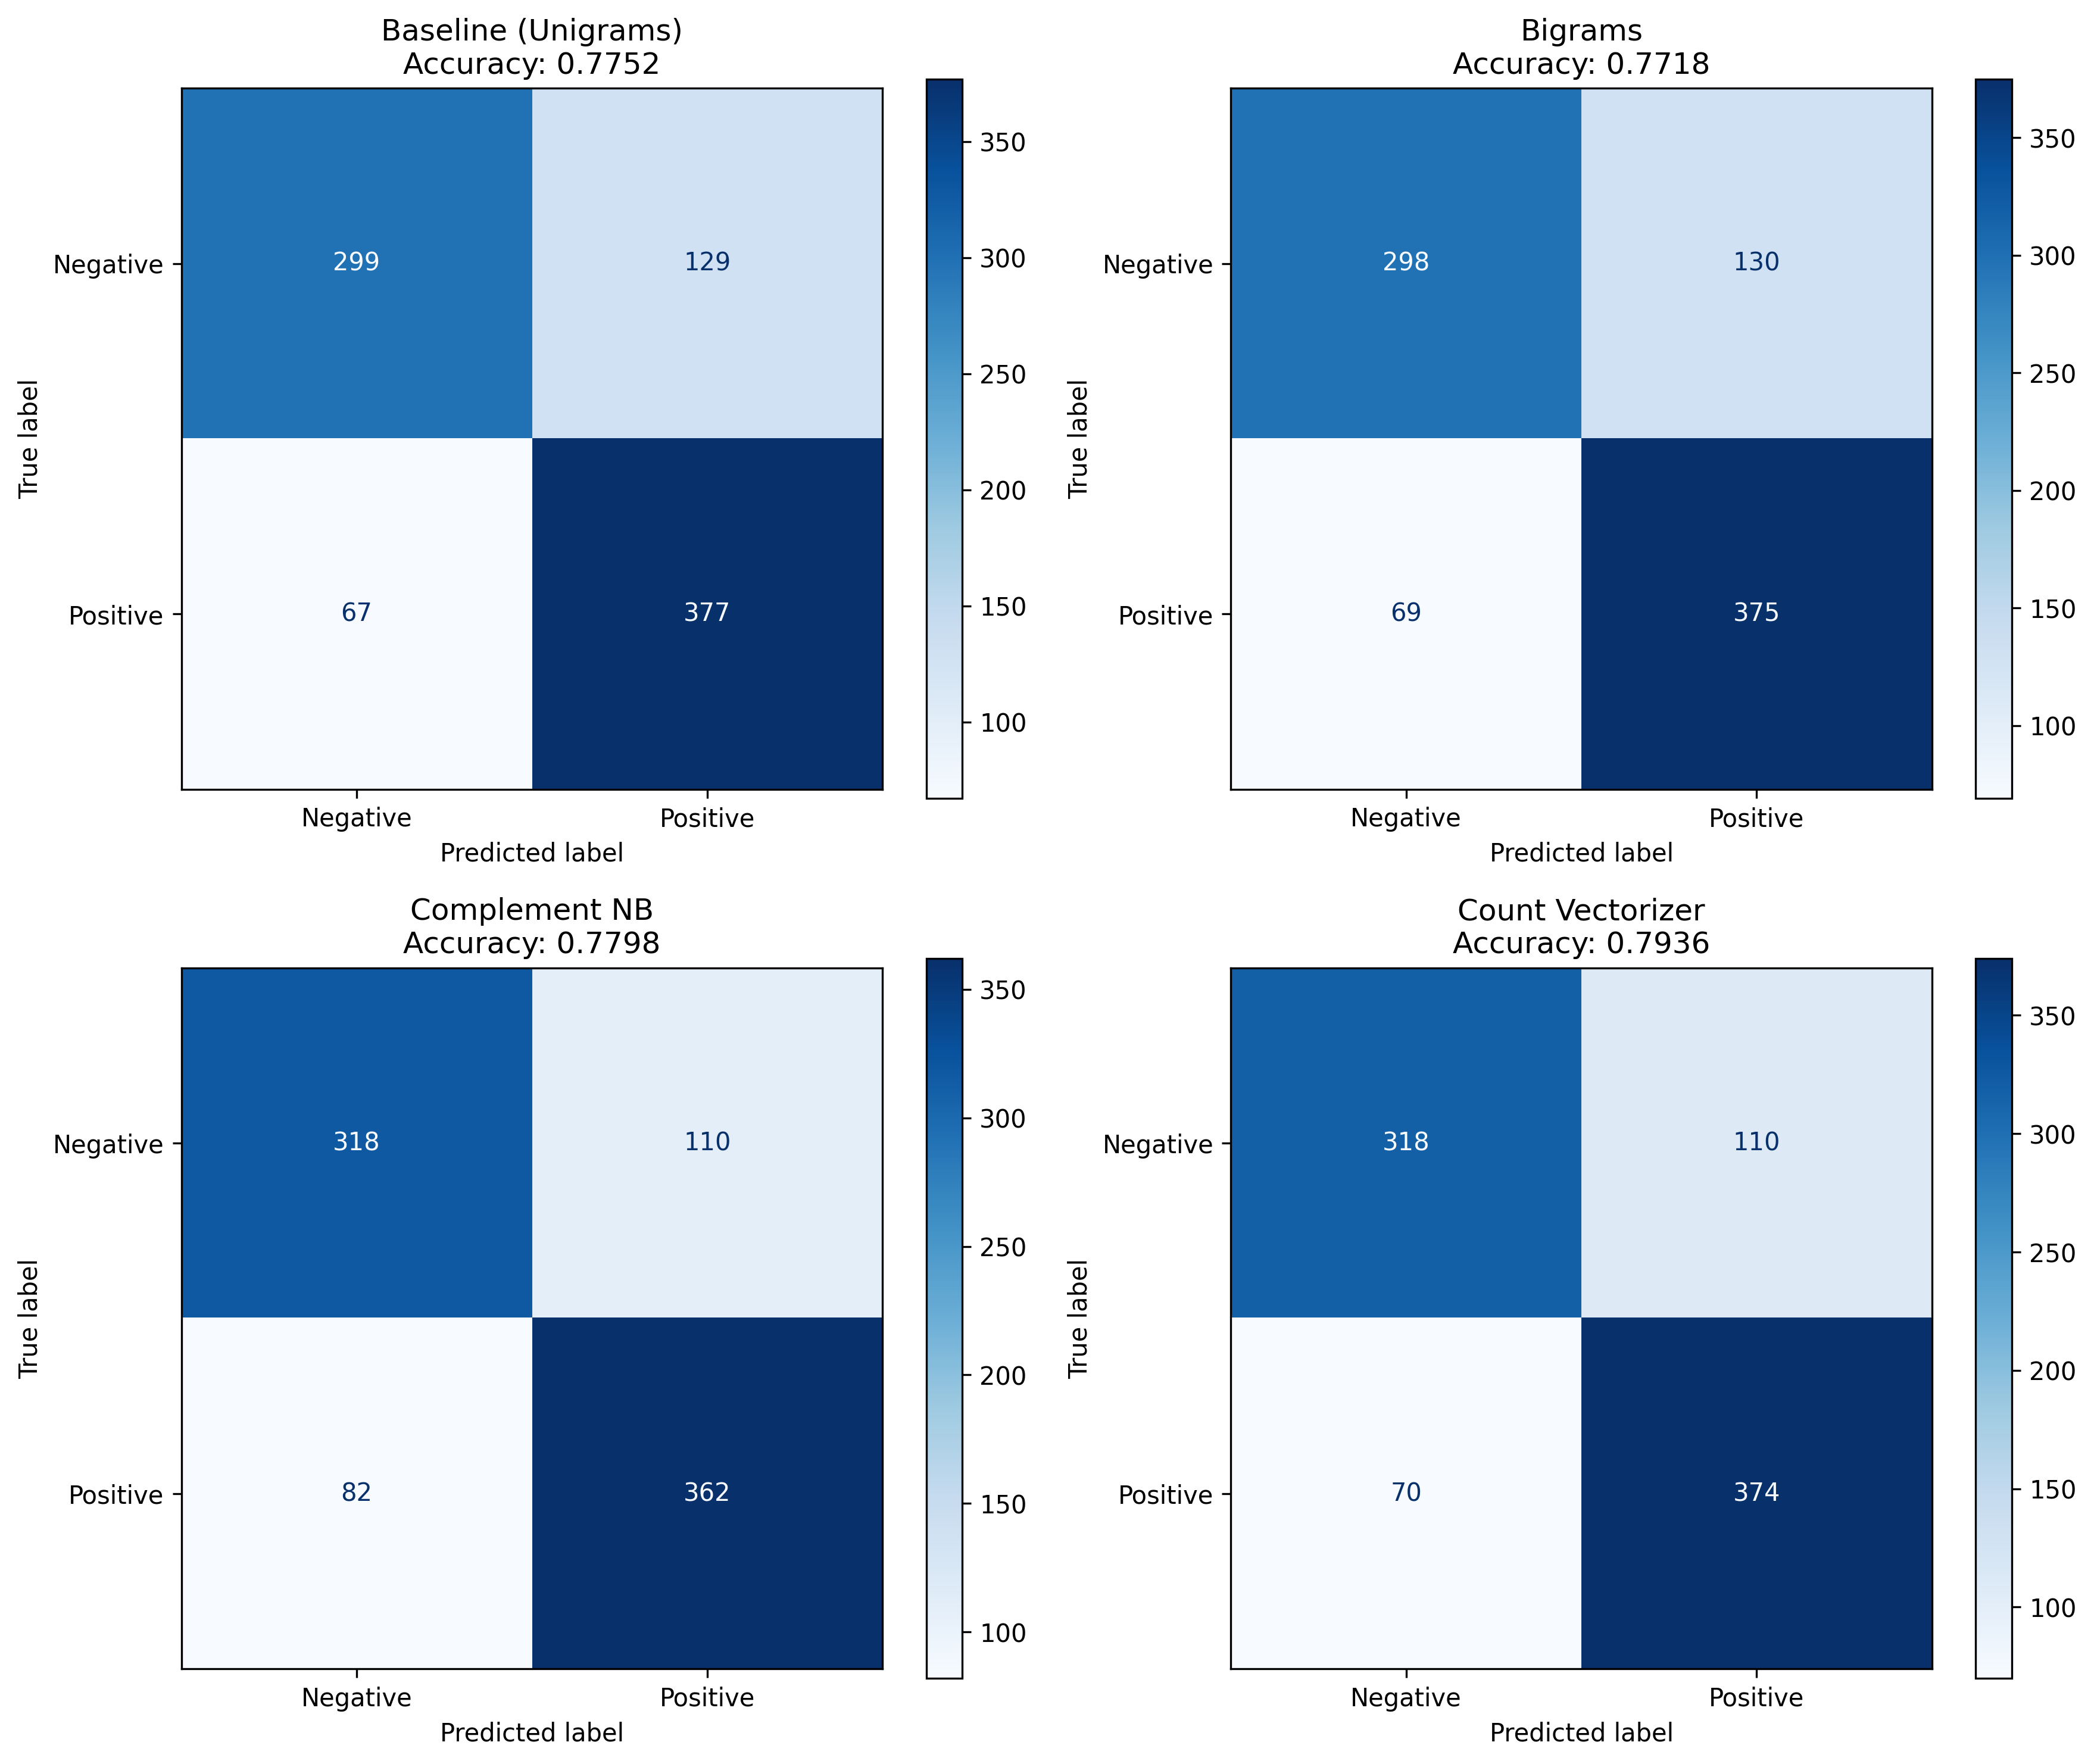 Baseline (Unigrams)
Accuracy: 0.7752
Negative
Positive
True label
299
129
67
377
Negative
Positive
Predicted label
350
300
250
200
150
100
Bigrams
Accuracy: 0.7718
Negative
Positive
True label
298
130
69
375
Negative
Positive
Predicted label
350
300
250
200
150
100
Complement NB
Accuracy: 0.7798
Negative
Positive
True label
318
110
82
362
Negative
Positive
Predicted label
350
300
250
200
150
100
Count Vectorizer
Accuracy: 0.7936
Negative
Positive
True label
318
110
70
374
Negative
Positive
Predicted label
350
300
250
200
150
100